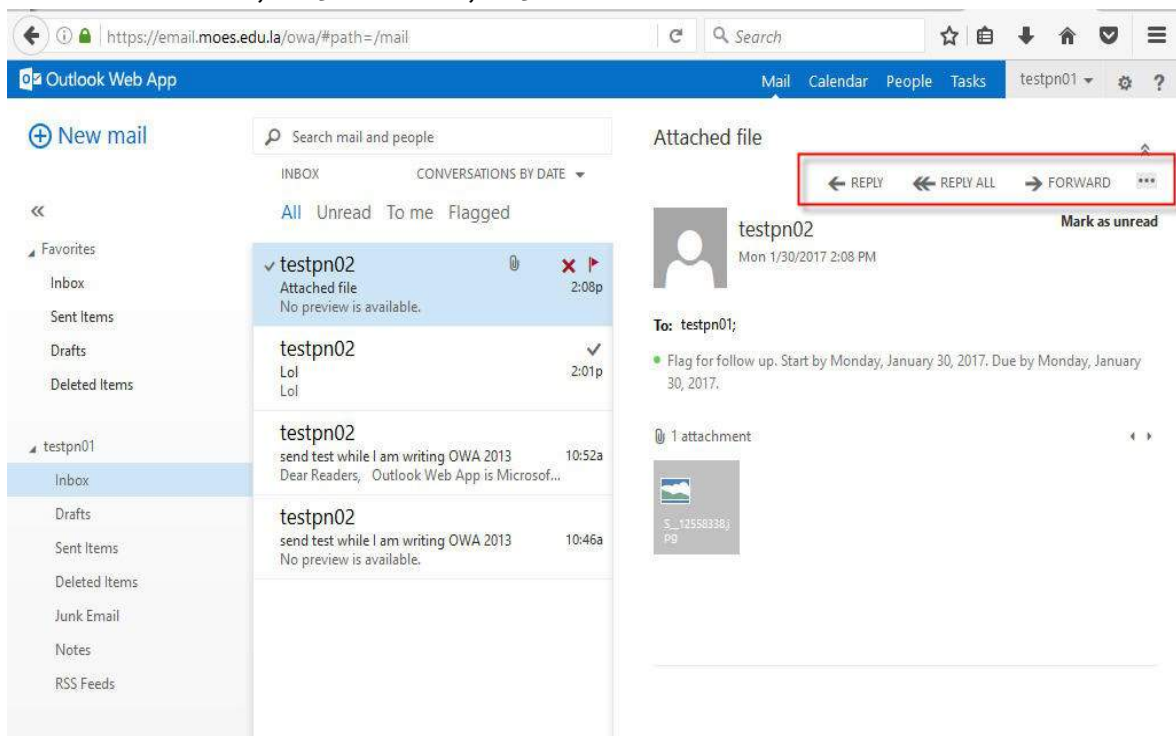 https://email.moes.edu.la/owa/#path=/mail
Search
Outlook Web App
Mail Calendar People Tasks testpn01 ?
New mail
Search mail and people
INBOX CONVERSATIONS BY DATE
All Unread To me Flagged
Favorites
Inbox
Sent Items
Drafts
Deleted Items
testpn01
Inbox
Drafts
Sent Items
Deleted Items
Junk Email
Notes
RSS Feeds
testpn02
Attached file 2:08p
No preview is available.
testpn02
Lol 2:01p
Lol
testpn02
send test while I am writing OWA 2013 10:52a
Dear Readers, Outlook Web App is Microsof...
testpn02
send test while I am writing OWA 2013 10:46a
No preview is available.
Attached file
REPLY REPLY ALL FORWARD ...
Mark as unread
testpn02
Mon 1/30/2017 2:08 PM
To: testpn01;
Flag for follow up. Start by Monday, January 30, 2017. Due by Monday, January
30, 2017.
1 attachment
S__12558338.j
pg